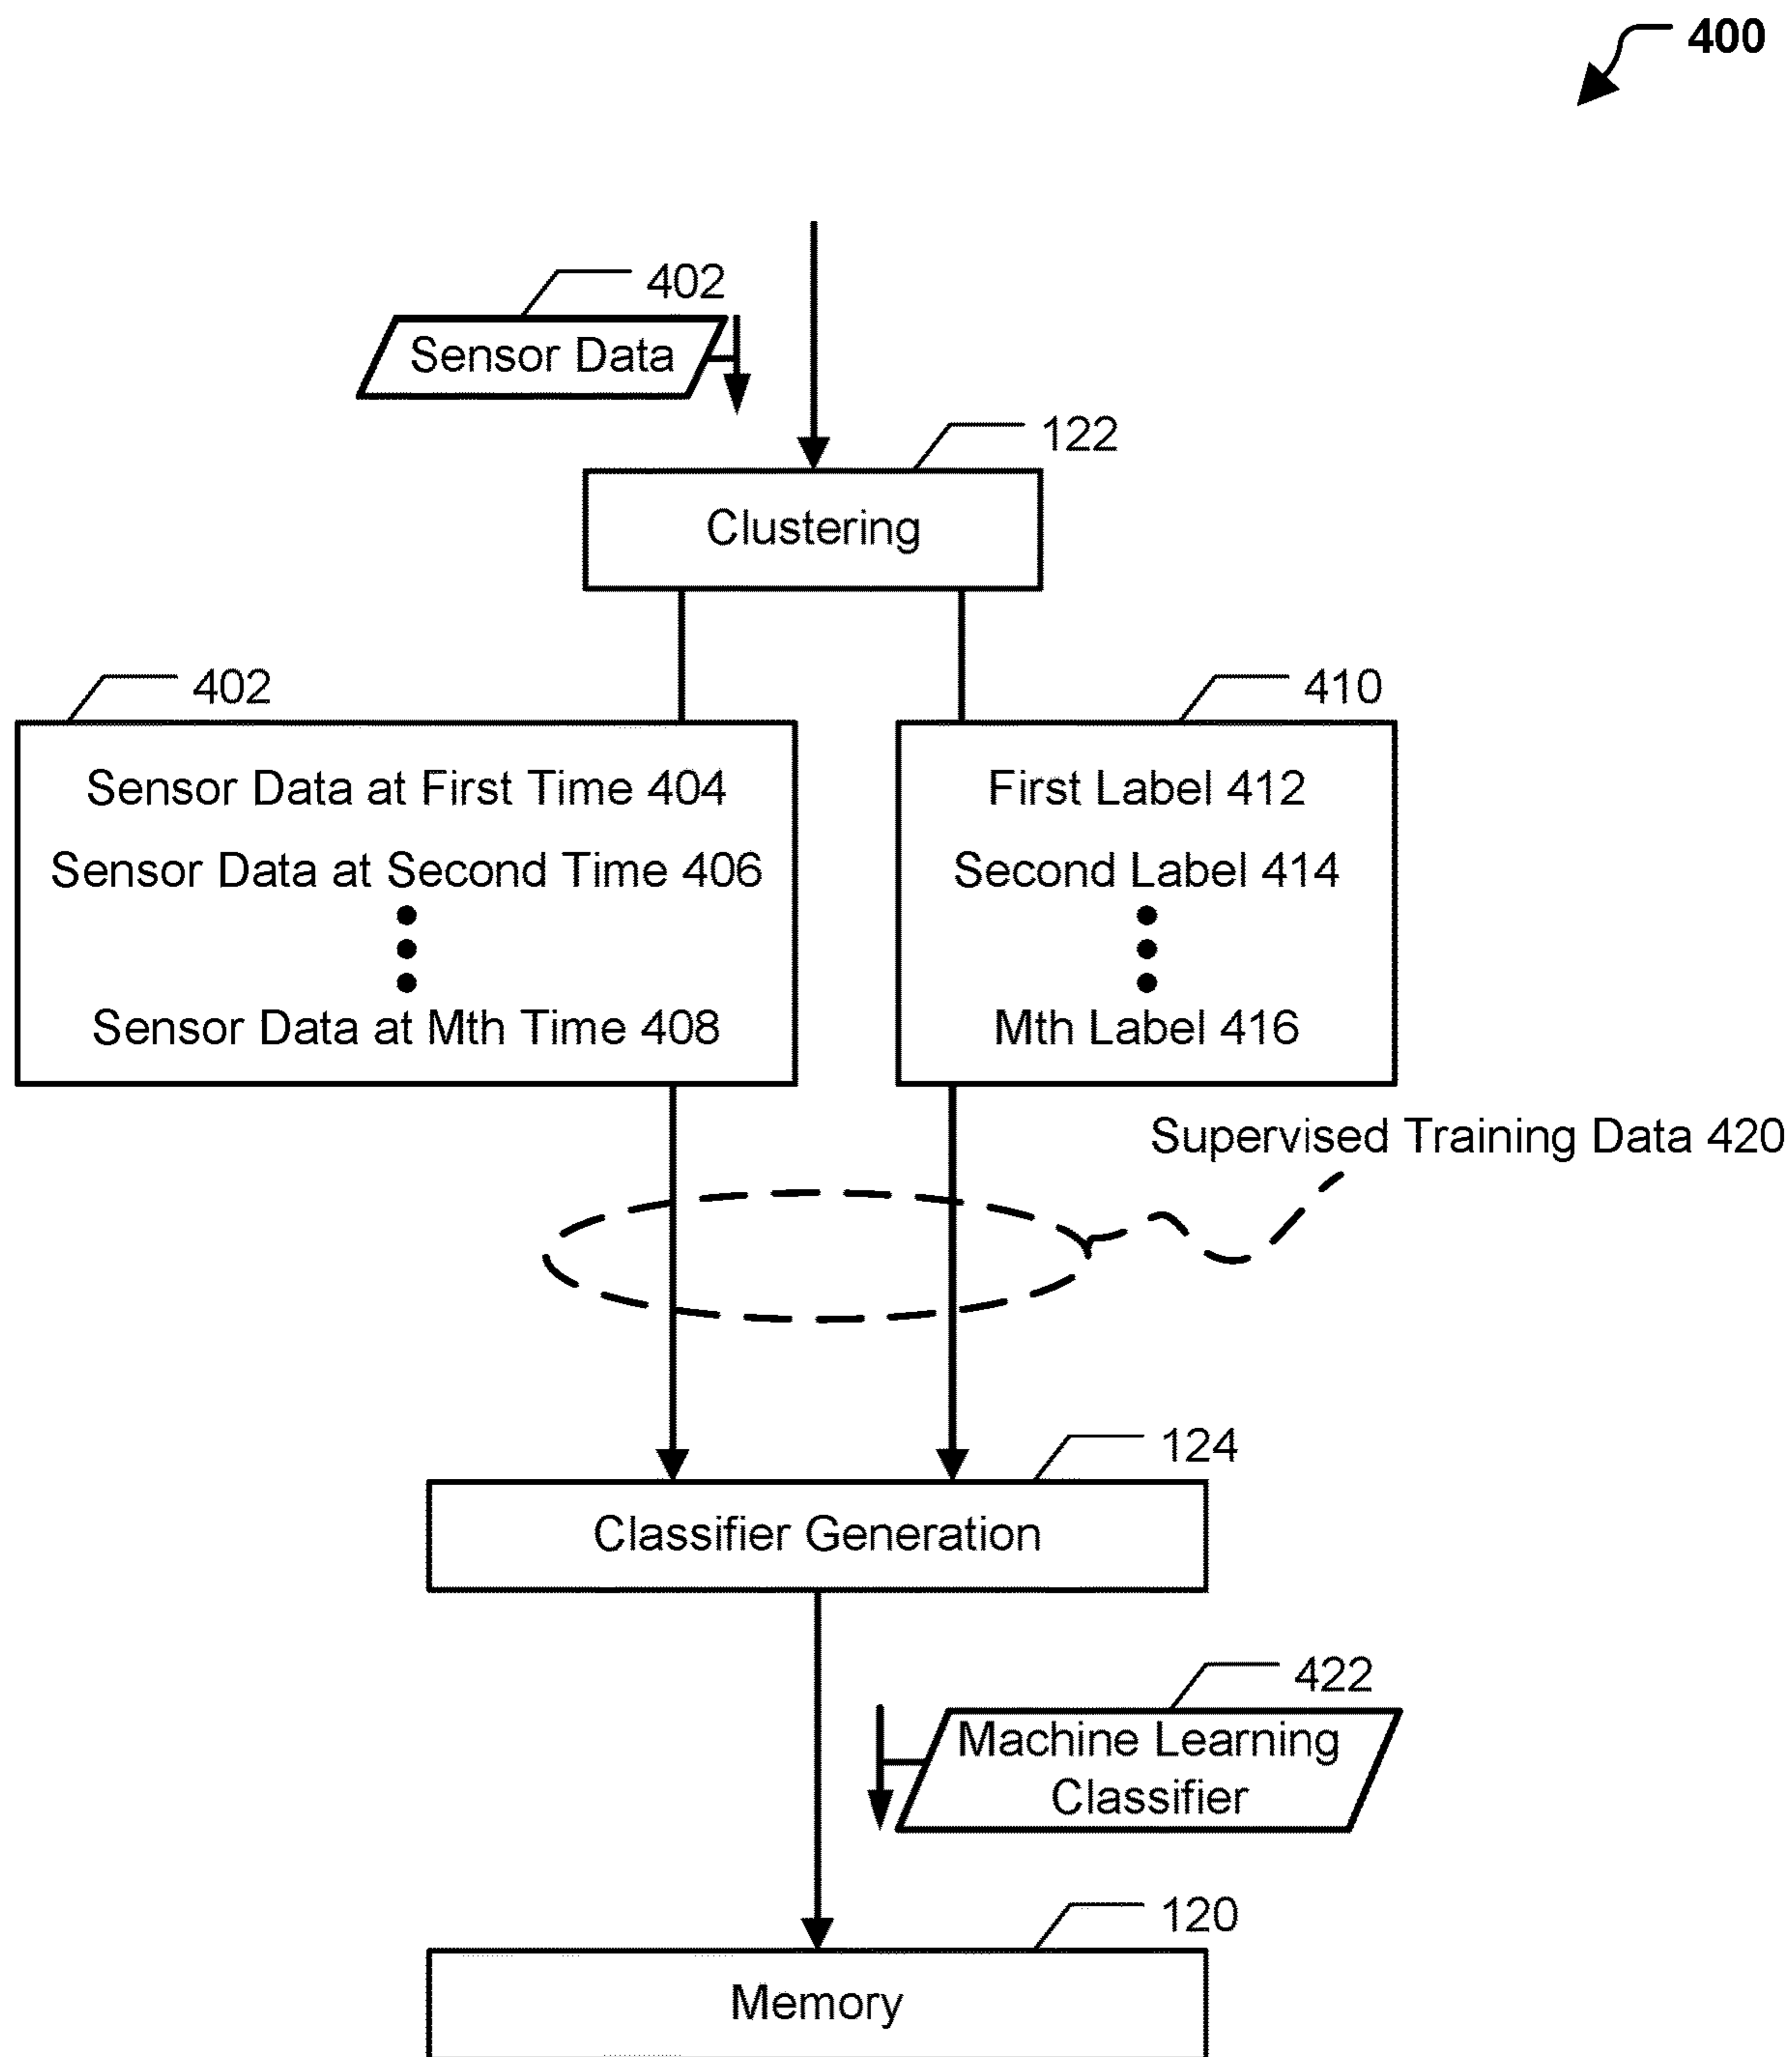 400
402
Sensor Data
122
Clustering
402
410
Sensor Data at First Time 404
Sensor Data at Second Time 406
Sensor Data at Mth Time 408
First Label 412
Second Label 414
Mth Label 416
Supervised Training Data 420
124
Classifier Generation
422
Machine Learning
Classifier
120
Memory